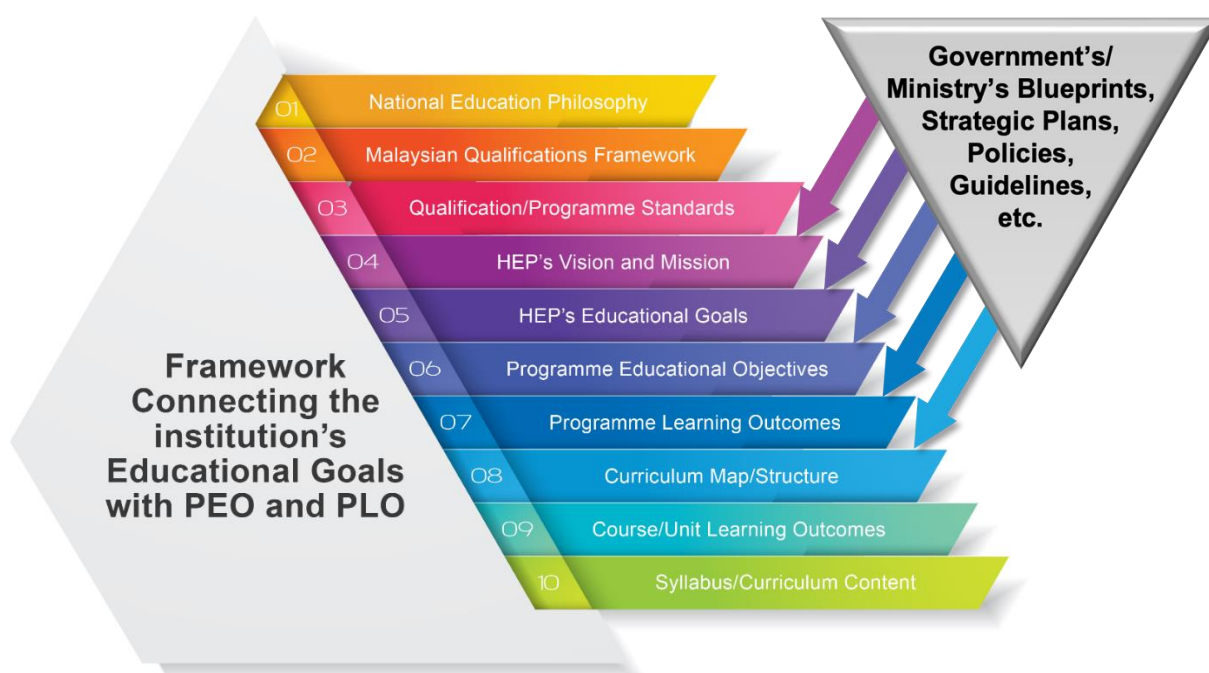 Government's/
Ministry's Blueprints,
Strategic Plans,
Policies,
Guidelines,
etc.
01 National Education Philosophy
02 Malaysian Qualifications Framework
03 Qualification/Programme Standards
04 HEP's Vision and Mission
05 HEP's Educational Goals
06 Programme Educational Objectives
07 Programme Learning Outcomes
08 Curriculum Map/Structure
09 Course/Unit Learning Outcomes
10 Syllabus/Curriculum Content
Framework
Connecting the
institution's
Educational Goals
with PEO and PLO